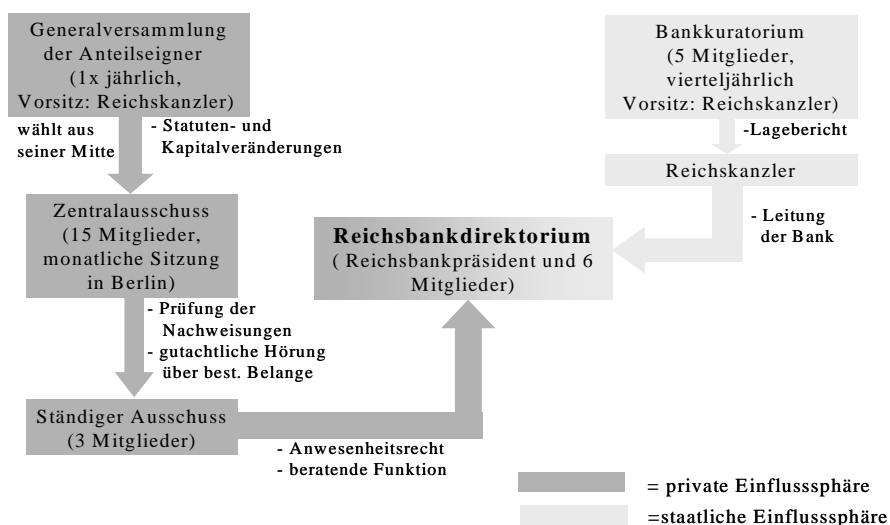 Generalversammlung
der Anteilseigner
(1x jährlich,
Vorsitz: Reichskanzler)
wählt aus
seiner Mitte
- Statuten- und
Kapitalveränderungen
Zentralausschuss
(15 Mitglieder,
monatliche Sitzung
in Berlin)
- Prüfung der
Nachweisungen
- gutachtliche Hörung
über best. Belange
Ständiger Ausschuss
(3 Mitglieder)
- Anwesenheitsrecht
- beratende Funktion
Reichsbankdirektorium
( Reichsbankpräsident und 6
Mitglieder)
Bankkuratorium
(5 Mitglieder,
vierteljährlich
Vorsitz: Reichskanzler)
-Lagebericht
Reichskanzler
- Leitung
der Bank
= private Einflusssphäre
=staatliche Einflusssphäre